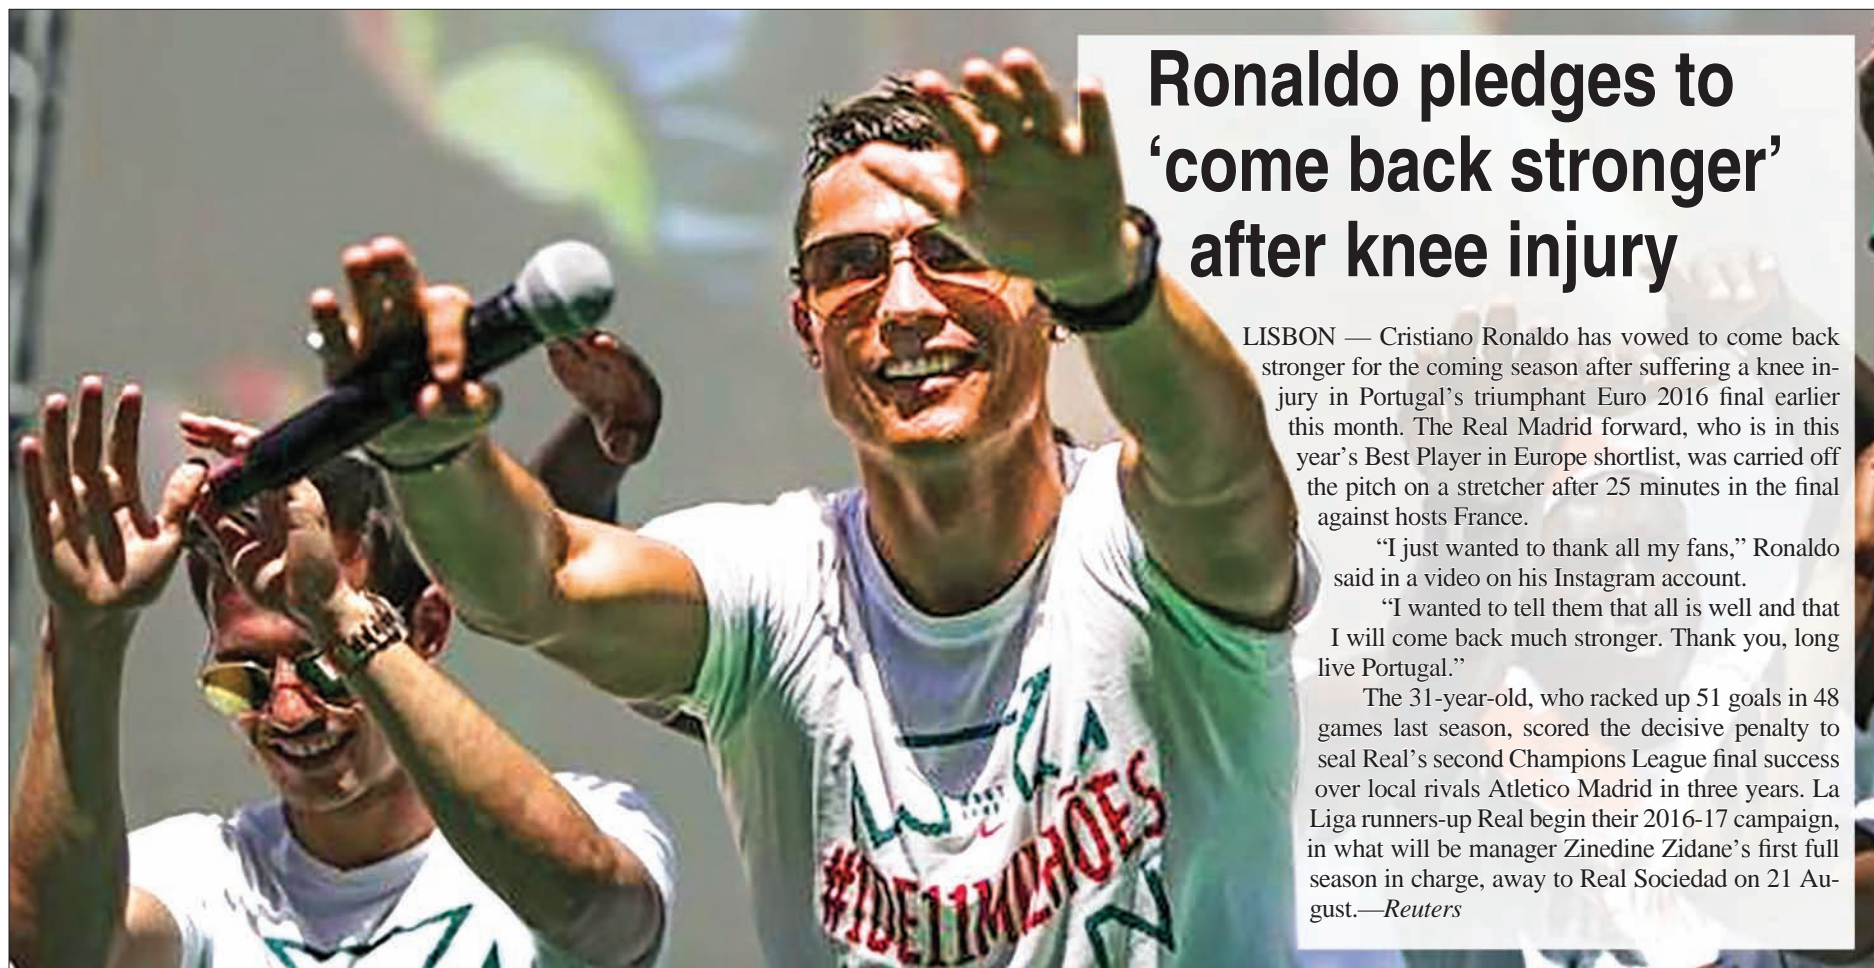 Ronaldo pledges to
‘come back stronger’
after knee injury
LISBON — Cristiano Ronaldo has vowed to come back
stronger for the coming season after suffering a knee in-
jury in Portugal’s triumphant Euro 2016 final earlier
this month. The Real Madrid forward, who is in this
year’s Best Player in Europe shortlist, was carried off
the pitch on a stretcher after 25 minutes in the final
against hosts France.
“I just wanted to thank all my fans,” Ronaldo
said in a video on his Instagram account.
“I wanted to tell them that all is well and that
I will come back much stronger. Thank you, long
live Portugal.”
The 31-year-old, who racked up 51 goals in 48
games last season, scored the decisive penalty to
seal Real’s second Champions League final success
over local rivals Atletico Madrid in three years. La
Liga runners-up Real begin their 2016-17 campaign,
in what will be manager Zinedine Zidane’s first full
season in charge, away to Real Sociedad on 21 Au-
gust.—Reuters